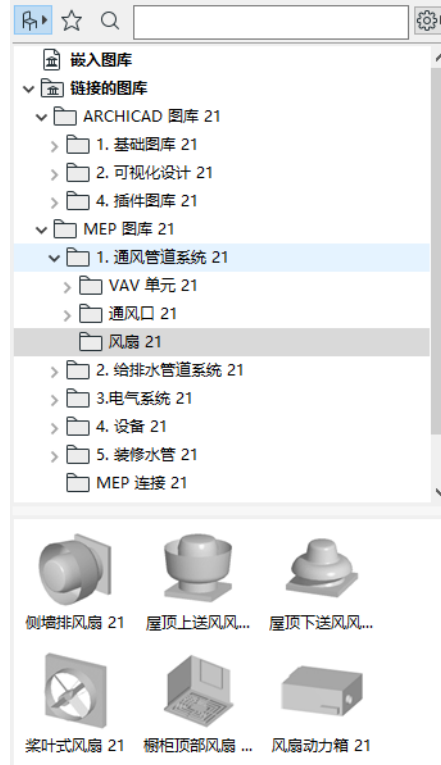 嵌入图库
链接的图库
ARCHICAD 图库 21
1. 基础图库 21
2. 可视化设计 21
4. 插件图库 21
MEP 图库 21
1. 通风管道系统 21
VAV 单元 21
通风口 21
风扇 21
2. 给排水管道系统 21
3.电气系统 21
4. 设备 21
5. 装修水管 21
MEP 连接 21
侧墙排风扇 21 屋顶上送风风... 屋顶下送风风...
桨叶式风扇 21 橱柜顶部风扇 ... 风扇动力箱 21